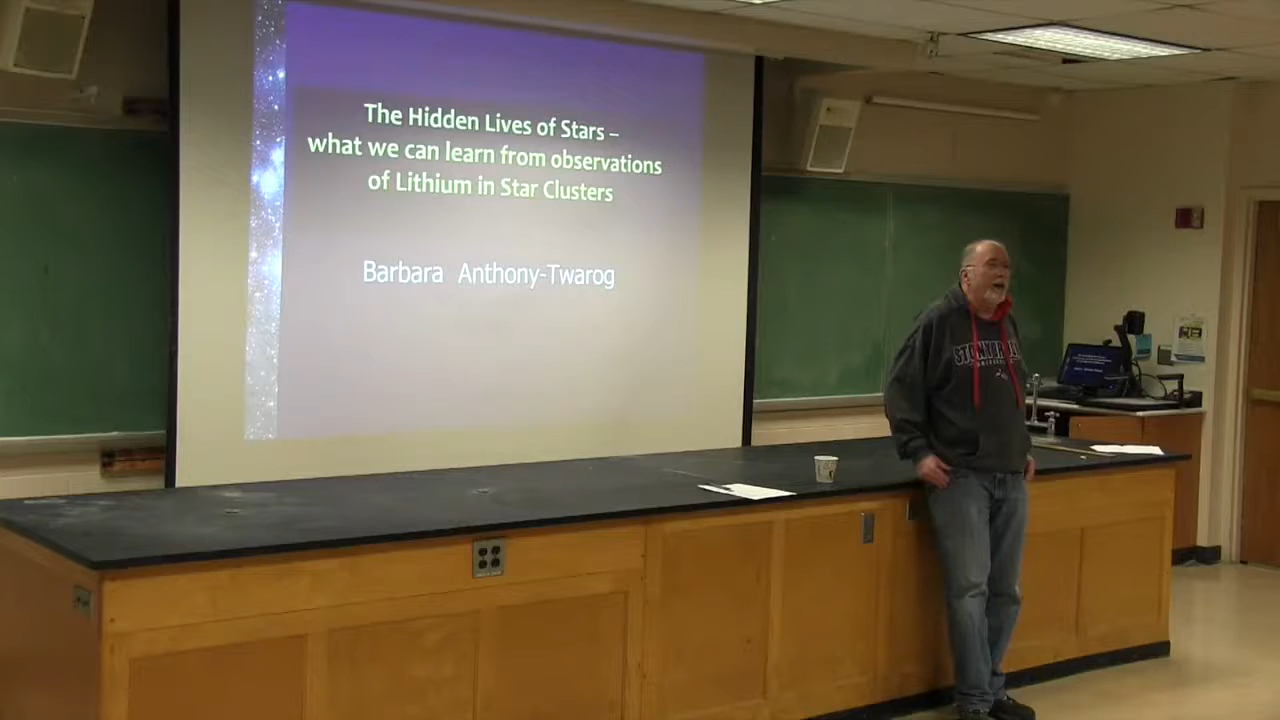 The Hidden Lives of Stars –
what we can learn from observations
of Lithium in Star Clusters
Barbara Anthony-Twarog